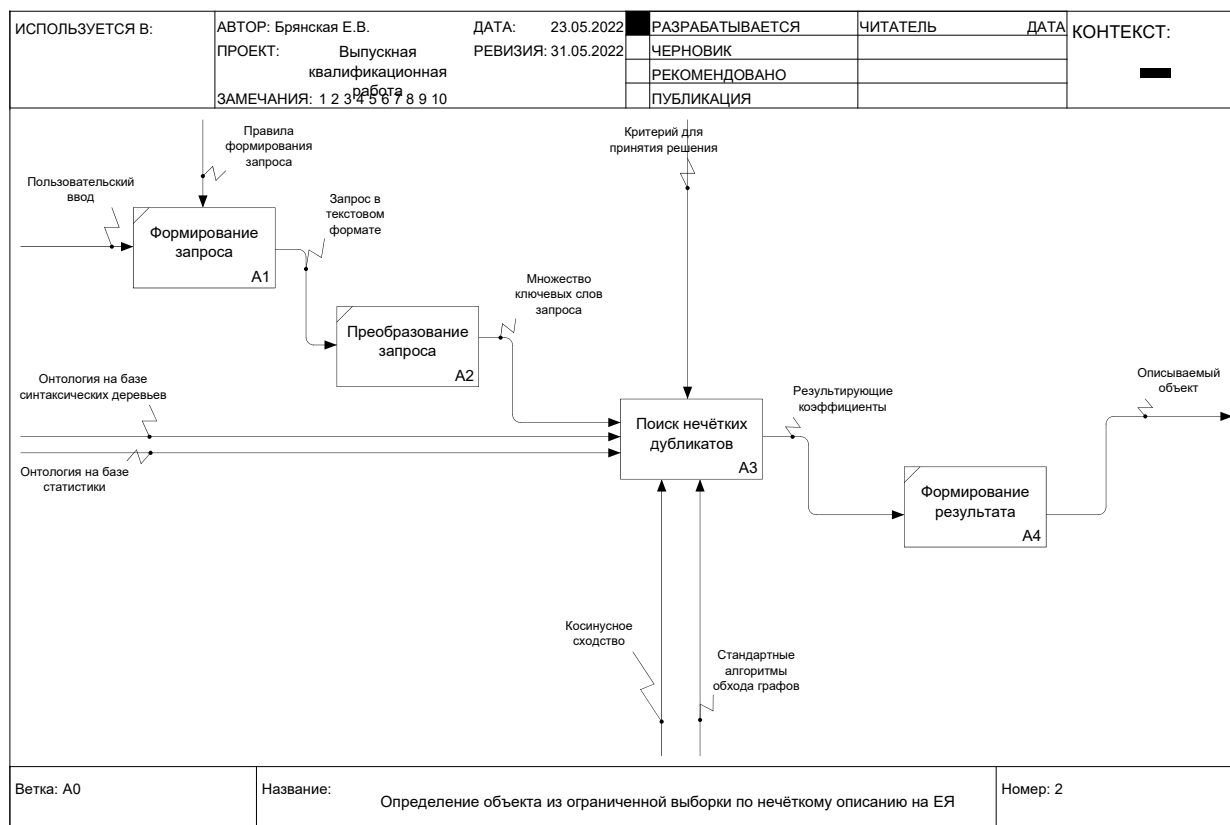 ИСПОЛЬЗУЕТСЯ В:
АВТОР: Брянская Е.В.
ДАТА: 23.05.2022
РАЗРАБАТЫВАЕТСЯ
ЧИТАТЕЛЬ
ДАТА
КОНТЕКСТ:
ПРОЕКТ: Выпускная
квалификационная
работа
РЕВИЗИЯ: 31.05.2022
ЧЕРНОВИК
РЕКОМЕНДОВАНО
ЗАМЕЧАНИЯ: 1 2 3 4 5 6 7 8 9 10
ПУБЛИКАЦИЯ
Правила
формирования
запроса
Критерий для
принятия решения
Пользовательский
ввод
Формирование
запроса
A1
Запрос в
текстовом
формате
Множество
ключевых слов
запроса
Преобразование
запроса
A2
Онтология на базе
синтаксических деревьев
Онтология на базе
статистики
Поиск нечётких
дубликатов
A3
Результирующие
коэффициенты
Описываемый
объект
Формирование
результата
A4
Косинусное
сходство
Стандартные
алгоритмы
обхода графов
Ветка: A0
Название:
Определение объекта из ограниченной выборки по нечёткому описанию на ЕЯ
Номер: 2